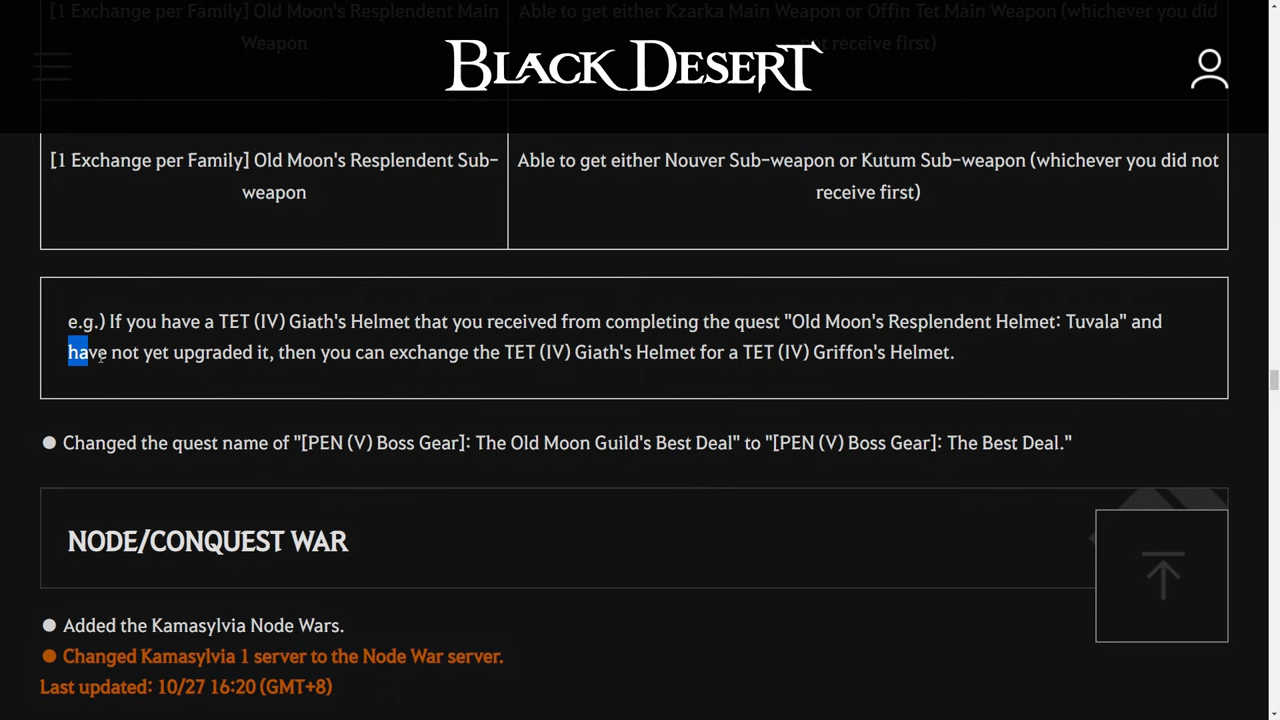 [1 Exchange per Family] Old Moon's Resplendent Main
Weapon
Able to get either Kzarka Main Weapon or Offin Tet Main Weapon (whichever you did
not receive first)
BLACK DESERT
[1 Exchange per Family] Old Moon's Resplendent Sub-
weapon
Able to get either Nouver Sub-weapon or Kutum Sub-weapon (whichever you did not
receive first)
e.g.) If you have a TET (IV) Giath's Helmet that you received from completing the quest "Old Moon's Resplendent Helmet: Tuvala" and
have not yet upgraded it, then you can exchange the TET (IV) Giath's Helmet for a TET (IV) Griffon's Helmet.
● Changed the quest name of "[PEN (V) Boss Gear]: The Old Moon Guild's Best Deal" to "[PEN (V) Boss Gear]: The Best Deal."
NODE/CONQUEST WAR
● Added the Kamasylvia Node Wars.
● Changed Kamasylvia 1 server to the Node War server.
Last updated: 10/27 16:20 (GMT+8)